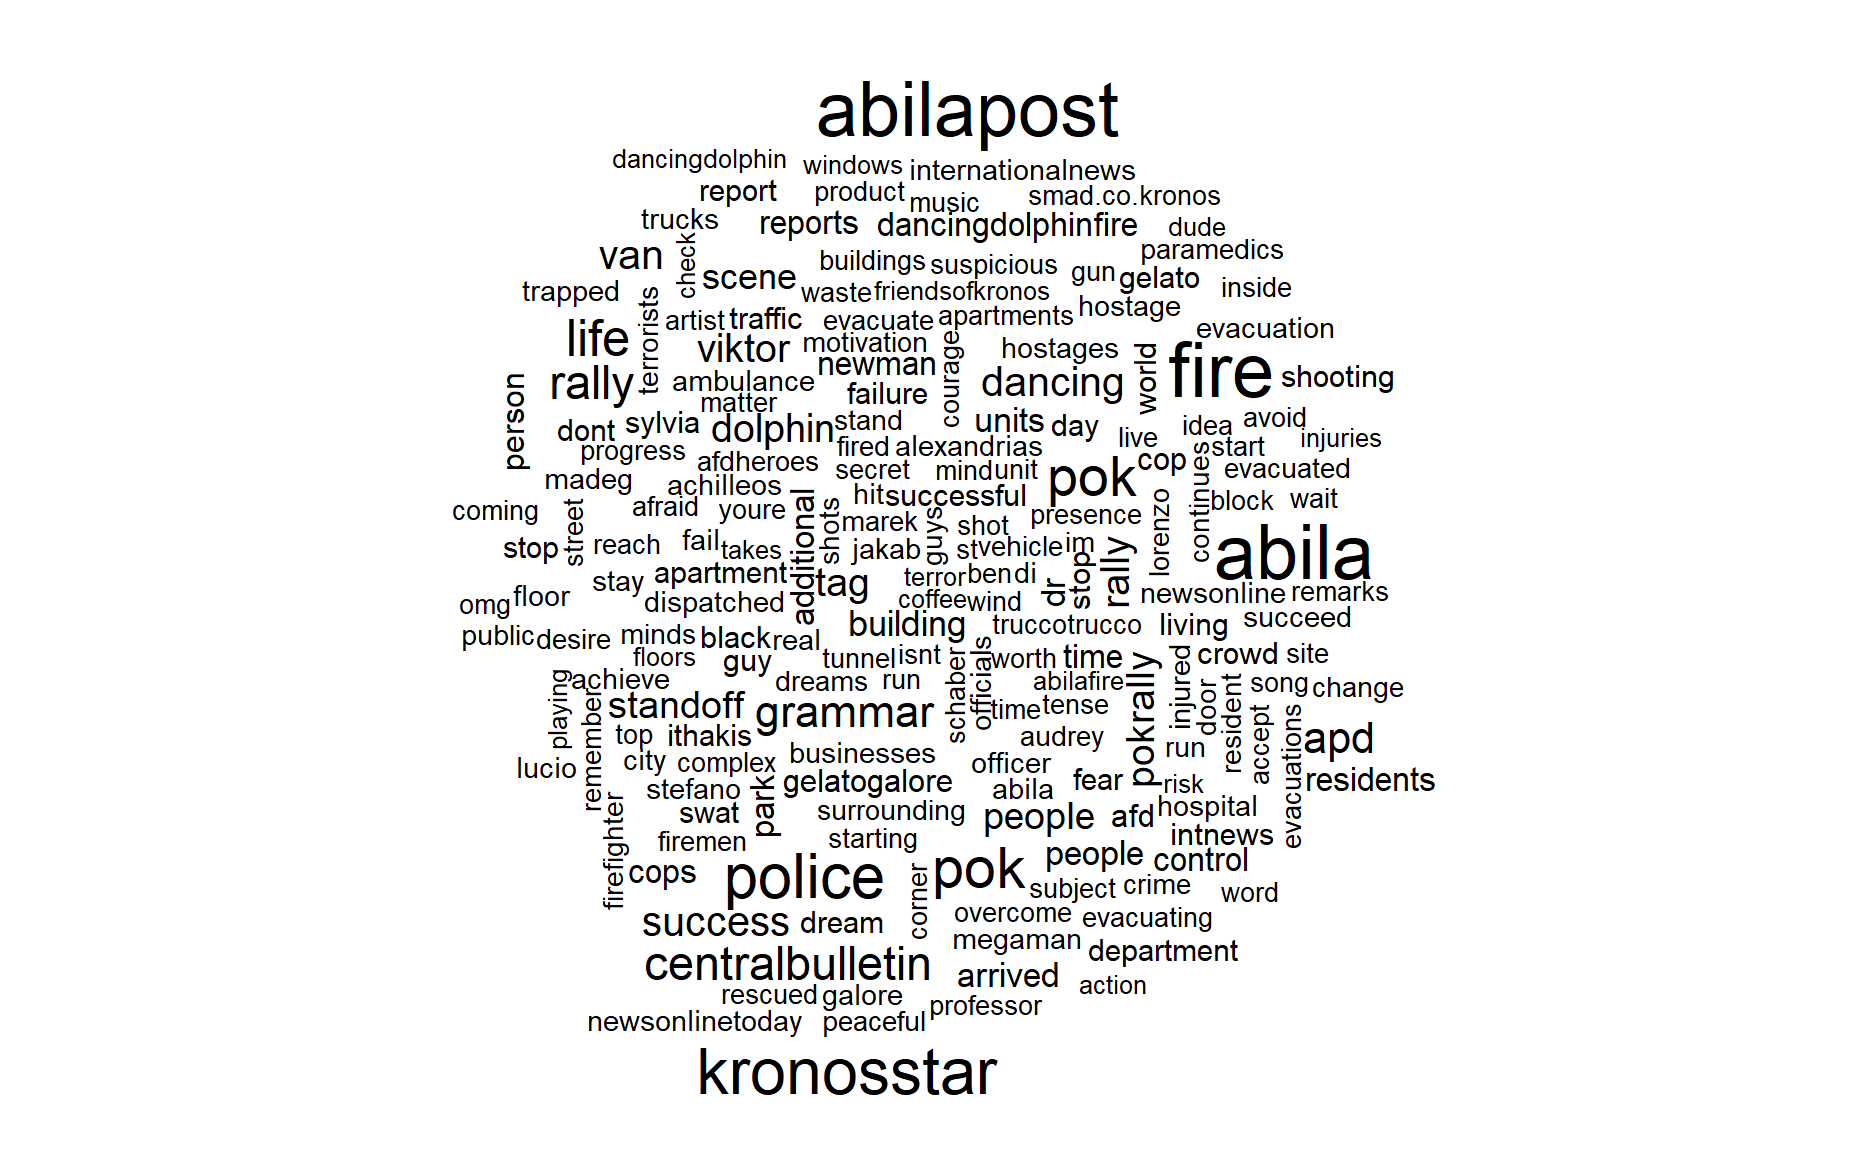 abilapost
dancingdolphin windows internationalnews
report product music smad.co.kronos
trucks reports dancingdolphinfire dude
van check scene buildings suspicious gun gelato paramedics
trapped terrorists waste friendsofkronos hostage inside
artist traffic evacuate apartments evacuation
life viktor motivation newman courage hostages world fire shooting
rally ambulance failure dancing
person matter
dont sylvia dolphin stand units day live idea avoid
progress fired alexandrias start injuries
afdheroes secret mind unit pok cop continues evacuated
madeg achilleos hit successful block wait
coming street afraid youre additional shots marek guys shot presence lorenzo
stop reach fail takes jakab st vehicle im rally abila
stay apartment tag terror ben di dr stop newsonline remarks
omg floor dispatched coffee wind
public desire minds black real building truccotrucco living succeed
floors guy tunnel isnt schaber officials worth time pokrally injured crowd site
playing achieve remember dreams run abilafire door resident song change
standoff grammar time tense accept evacuations
top ithakis audrey run apd
lucio city complex businesses officer
stefano park gelatogalore abila fear risk residents
firefighter swat surrounding people afd hospital
firemen starting intnews
cops police corner pok people control
subject crime word
success dream overcome evacuating
megaman department
centralbulletin arrived action
rescued galore professor
newsonlinetoday peaceful
kronosstar